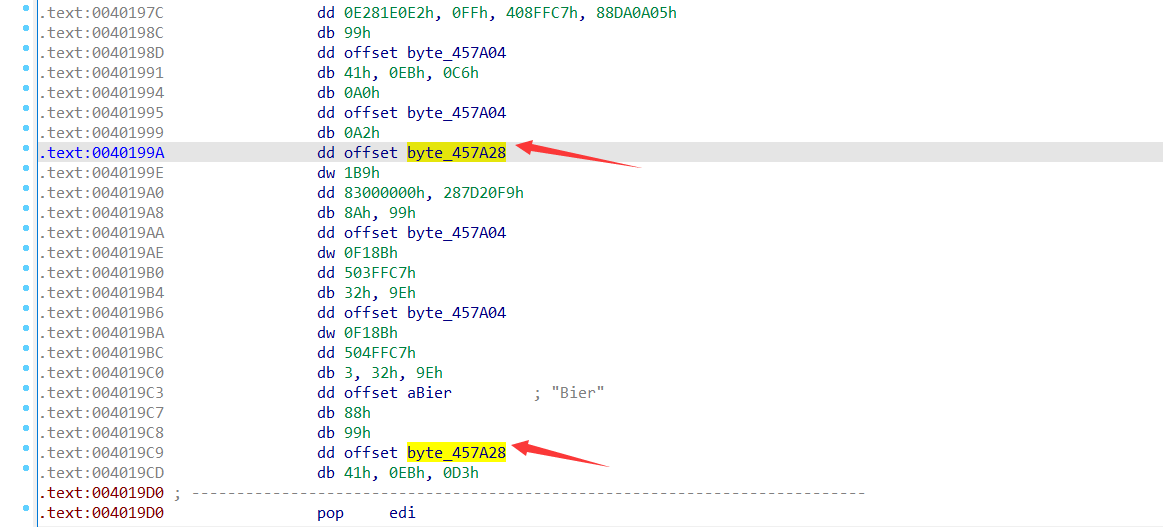 .text:0040197C dd 0E281E0E2h, 0FFh, 408FFC7h, 88DA0A05h
.text:0040198C db 99h
.text:0040198D dd offset byte_457A04
.text:00401991 db 41h, 0EBh, 0C6h
.text:00401994 db 0A0h
.text:00401995 dd offset byte_457A04
.text:00401999 db 0A2h
.text:0040199A dd offset byte_457A28
.text:0040199E dw 1B9h
.text:004019A0 dd 83000000h, 287D20F9h
.text:004019A8 db 8Ah, 99h
.text:004019AA dd offset byte_457A04
.text:004019AE dw 0F18Bh
.text:004019B0 dd 503FFC7h
.text:004019B4 db 32h, 9Eh
.text:004019B6 dd offset byte_457A04
.text:004019BA dw 0F18Bh
.text:004019BC dd 504FFC7h
.text:004019C0 db 3, 32h, 9Eh
.text:004019C3 dd offset aBier ; "Bier"
.text:004019C7 db 88h
.text:004019C8 db 99h
.text:004019C9 dd offset byte_457A28
.text:004019CD db 41h, 0EBh, 0D3h
.text:004019D0 ; ---------------------------------------------------------------------------
.text:004019D0 pop edi